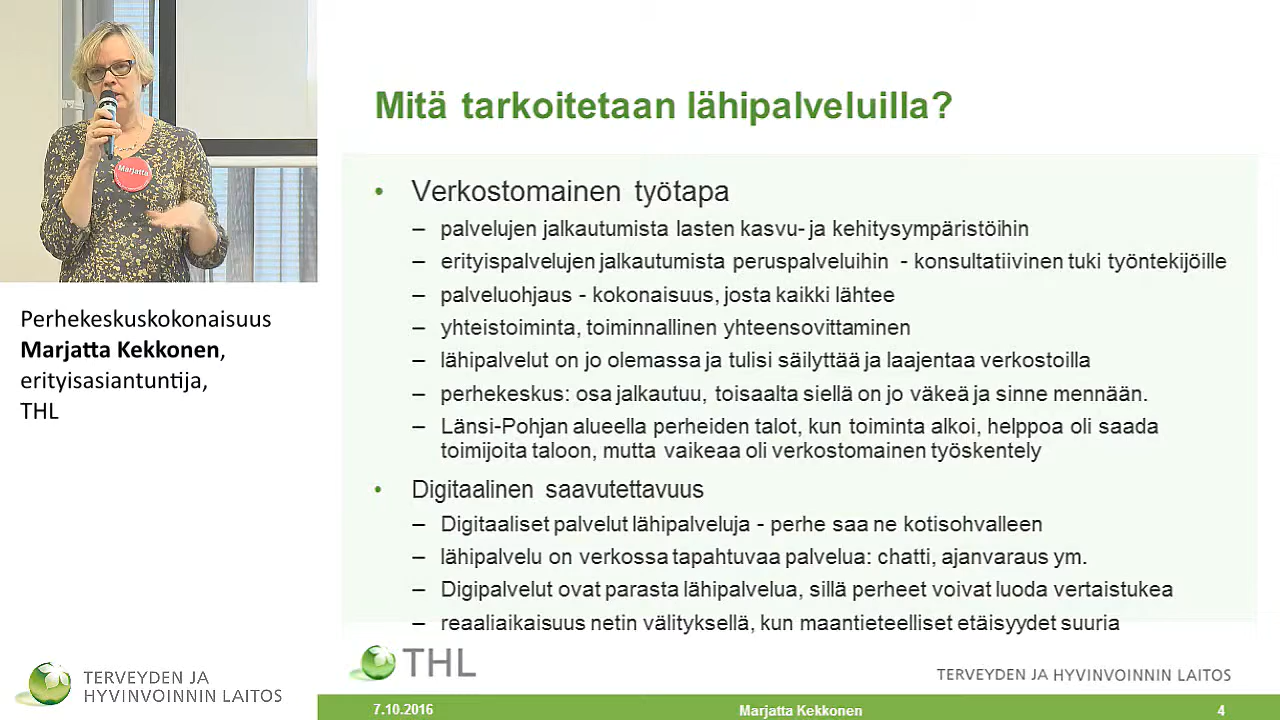 Marjatta
Perhekeskuskokonaisuus
Marjatta Kekkonen,
erityisasiantuntija,
THL
TERVEYDEN JA
HYVINVOINNIN LAITOS
Mitä tarkoitetaan lähipalveluilla?
• Verkostomainen työtapa
– palvelujen jalkautumista lasten kasvu- ja kehitysympäristöihin
– erityispalvelujen jalkautumista peruspalveluihin - konsultatiivinen tuki työntekijöille
– palveluohjaus - kokonaisuus, josta kaikki lähtee
– yhteistoiminta, toiminnallinen yhteensovittaminen
– lähipalvelut on jo olemassa ja tulisi säilyttää ja laajentaa verkostoilla
– perhekeskus: osa jalkautuu, toisaalta siellä on jo väkeä ja sinne mennään.
– Länsi-Pohjan alueella perheiden talot, kun toiminta alkoi, helppoa oli saada
toimijoita taloon, mutta vaikeaa oli verkostomainen työskentely
• Digitaalinen saavutettavuus
– Digitaaliset palvelut lähipalveluja - perhe saa ne kotisohvalleen
– lähipalvelu on verkossa tapahtuvaa palvelua: chatti, ajanvaraus ym.
– Digipalvelut ovat parasta lähipalvelua, sillä perheet voivat luoda vertaistukea
– reaaliaikaisuus netin välityksellä, kun maantieteelliset etäisyydet suuria
THL
TERVEYDEN JA HYVINVOINNIN LAITOS
7.10.2016
Marjatta Kekkonen
4